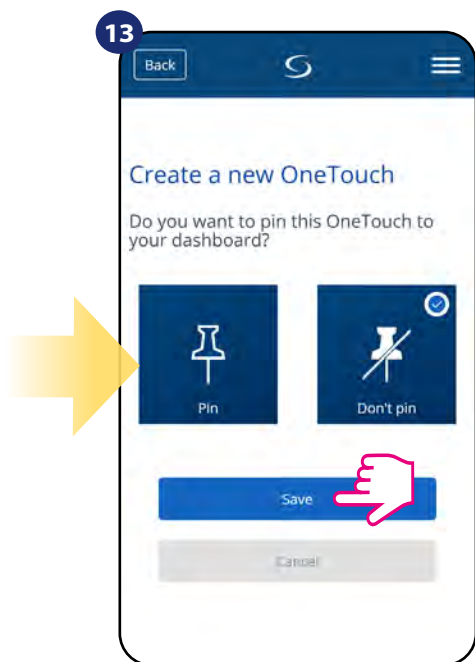 13
Back
Create a new OneTouch
Do you want to pin this OneTouch to
your dashboard?
Pin
Don't pin
Save
Cancel